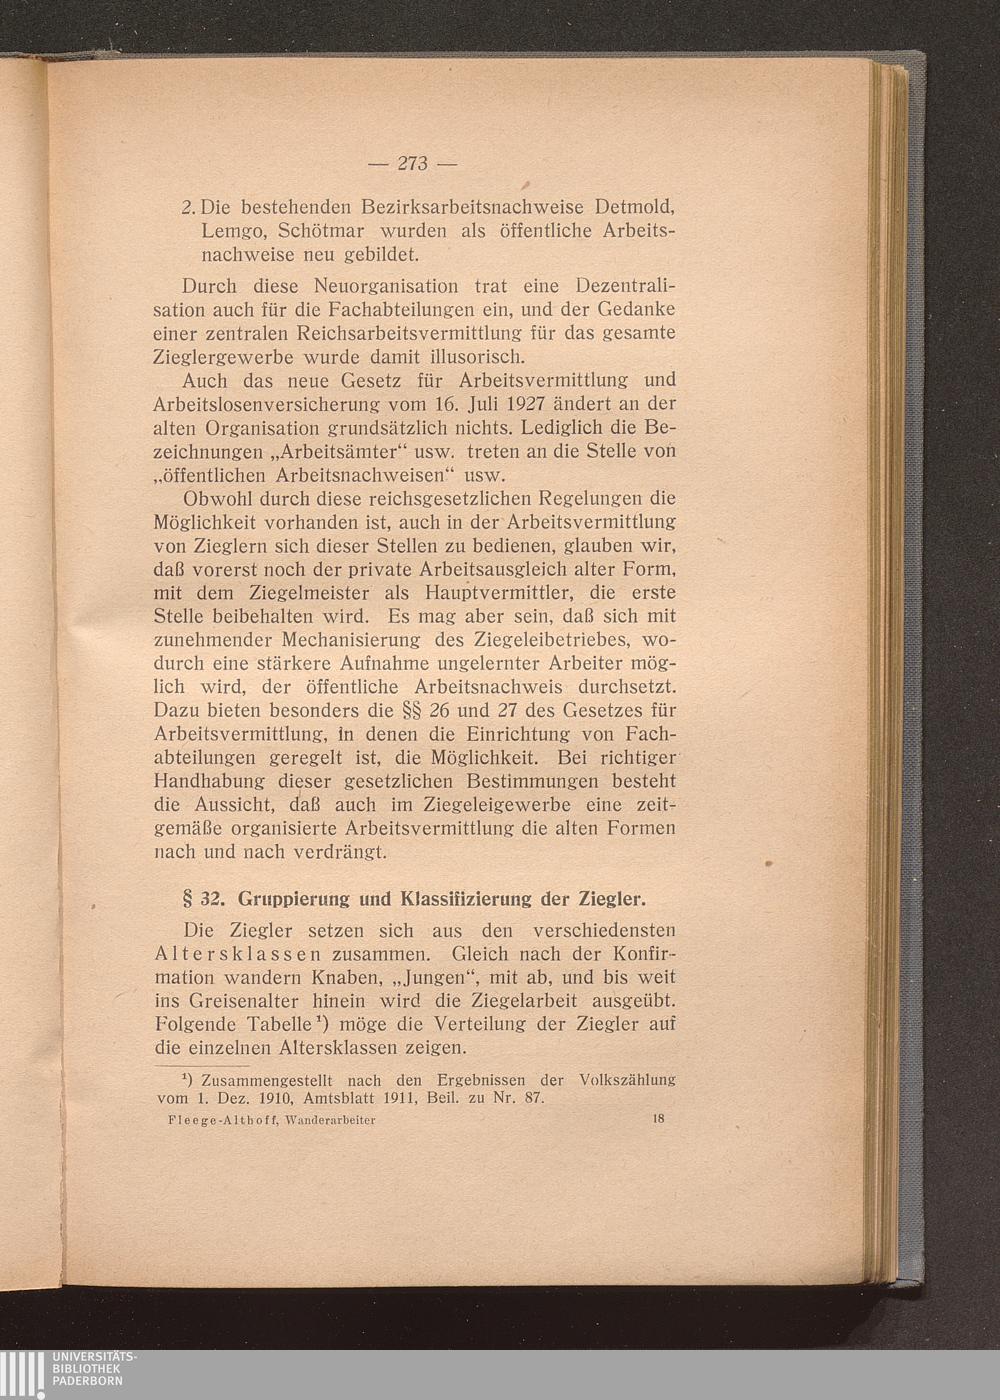 — 273 —
2. Die bestehenden Bezirksarbeitsnachweise Detmold,
Lemgo, Schötmar wurden als öffentliche Arbeits-
nachweise neu gebildet.
Durch diese Neuorganisation trat eine Dezentrali-
sation auch für die Fachabteilungen ein, und der Gedanke
einer zentralen Reichsarbeitsvermittlung für das gesamte
Zieglergewerbe wurde damit illusorisch.
Auch das neue Gesetz für Arbeitsvermittlung und
Arbeitslosenversicherung vom 16. Juli 1927 ändert an der
alten Organisation grundsätzlich nichts. Lediglich die Be-
zeichnungen „Arbeitsämter“ usw. treten an die Stelle von
„öffentlichen Arbeitsnachweisen“ usw.
Obwohl durch diese reichsgesetzlichen Regelungen die
Möglichkeit vorhanden ist, auch in der Arbeitsvermittlung
von Zieglern sich dieser Stellen zu bedienen, glauben wir,
daß vorerst noch der private Arbeitsausgleich alter Form,
mit dem Ziegelmeister als Hauptvermittler, die erste
Stelle beibehalten wird. Es mag aber sein, daß sich mit
zunehmender Mechanisierung des Ziegeleibetriebes, wo-
durch eine stärkere Aufnahme ungelernter Arbeiter mög-
lich wird, der öffentliche Arbeitsnachweis durchsetzt.
Dazu bieten besonders die §§ 26 und 27 des Gesetzes für
Arbeitsvermittlung, in denen die Einrichtung von Fach-
abteilungen geregelt ist, die Möglichkeit. Bei richtiger
Handhabung dieser gesetzlichen Bestimmungen besteht
die Aussicht, daß auch im Ziegeleigewerbe eine zeit-
gemäße organisierte Arbeitsvermittlung die alten Formen
nach und nach verdrängt.
§ 32. Gruppierung und Klassifizierung der Ziegler.
Die Ziegler setzen sich aus den verschiedensten
Altersklassen zusammen. Gleich nach der Konfir-
mation wandern Knaben, „Jungen“, mit ab, und bis weit
ins Greisenalter hinein wird die Ziegelarbeit ausgeübt.
Folgende Tabelle¹) möge die Verteilung der Ziegler auf
die einzelnen Altersklassen zeigen.
¹) Zusammengestellt nach den Ergebnissen der Volkszählung
vom 1. Dez. 1910, Amtsblatt 1911, Beil. zu Nr. 87.
Fleege-Althoff, Wanderarbeiter 18
UNIVERSITÄTS-
BIBLIOTHEK
PADERBORN